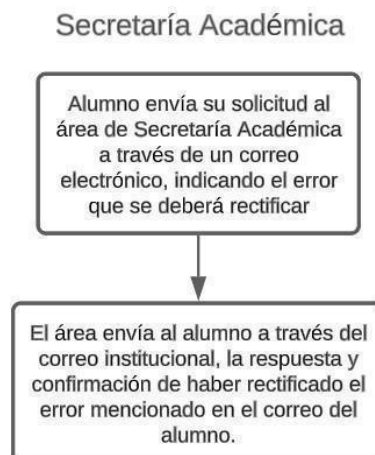 Secretaría Académica
Alumno envía su solicitud al
área de Secretaría Académica
a través de un correo
electrónico, indicando el error
que se deberá rectificar
El área envía al alumno a través del
correo institucional, la respuesta y
confirmación de haber rectificado el
error mencionado en el correo del
alumno.